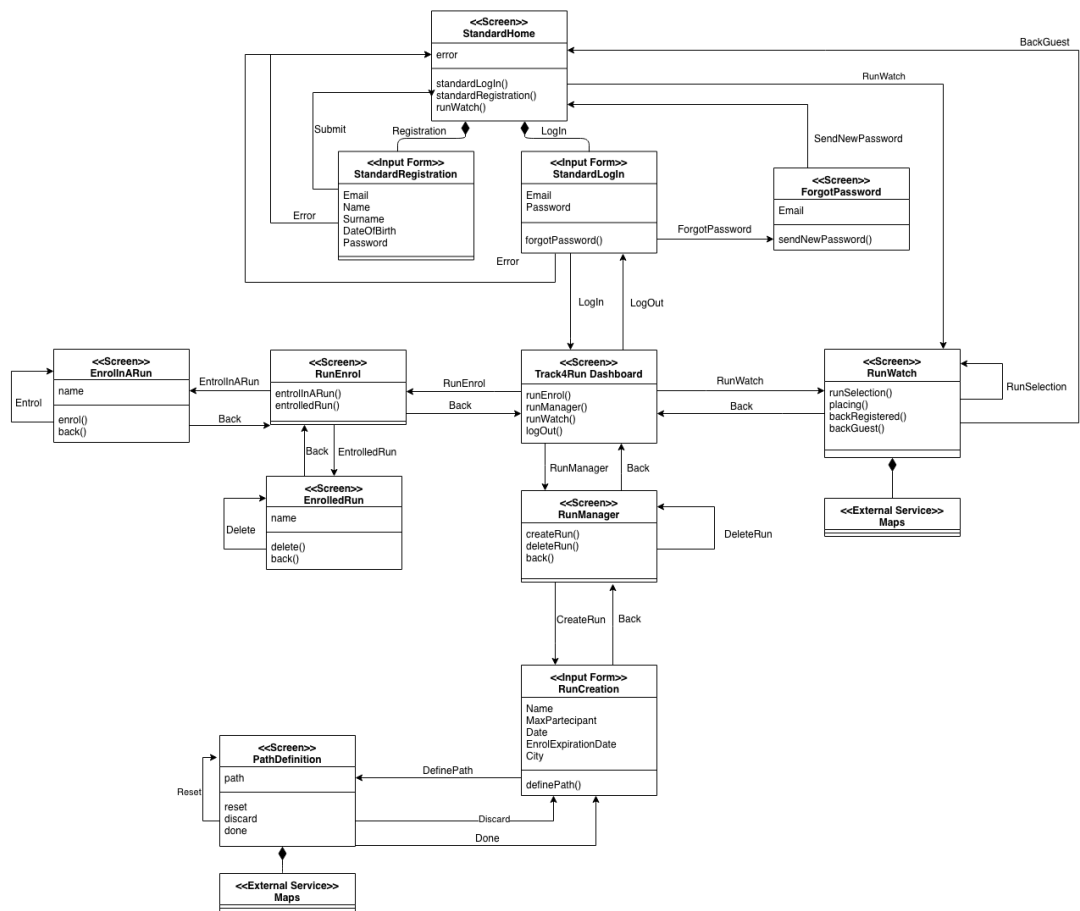 <<Screen>>
StandardHome
error
standardLogIn()
standardRegistration()
runWatch()
BackGuest
RunWatch
Submit
Registration
LogIn
SendNewPassword
<<Input Form>>
StandardRegistration
Email
Name
Surname
DateOfBirth
Password
Error
<<Input Form>>
StandardLogIn
Email
Password
forgotPassword()
Error
ForgotPassword
<<Screen>>
ForgotPassword
Email
sendNewPassword()
LogIn
LogOut
<<Screen>>
EnrolInARun
name
enrol()
back()
Entrol
EntrolInARun
Back
<<Screen>>
RunEnrol
entrolInARun()
entrolledRun()
RunEnrol
Back
<<Screen>>
Track4Run Dashboard
runEnrol()
runManager()
runWatch()
logOut()
RunWatch
Back
<<Screen>>
RunWatch
runSelection()
placing()
backRegistered()
backGuest()
RunSelection
Back
EntrolledRun
<<Screen>>
EnrolledRun
name
delete()
back()
Delete
RunManager
Back
<<Screen>>
RunManager
createRun()
deleteRun()
back()
DeleteRun
<<External Service>>
Maps
CreateRun
Back
<<Input Form>>
RunCreation
Name
MaxPartecipant
Date
EnrolExpirationDate
City
definePath()
DefinePath
<<Screen>>
PathDefinition
path
reset
discard
done
Reset
Discard
Done
<<External Service>>
Maps